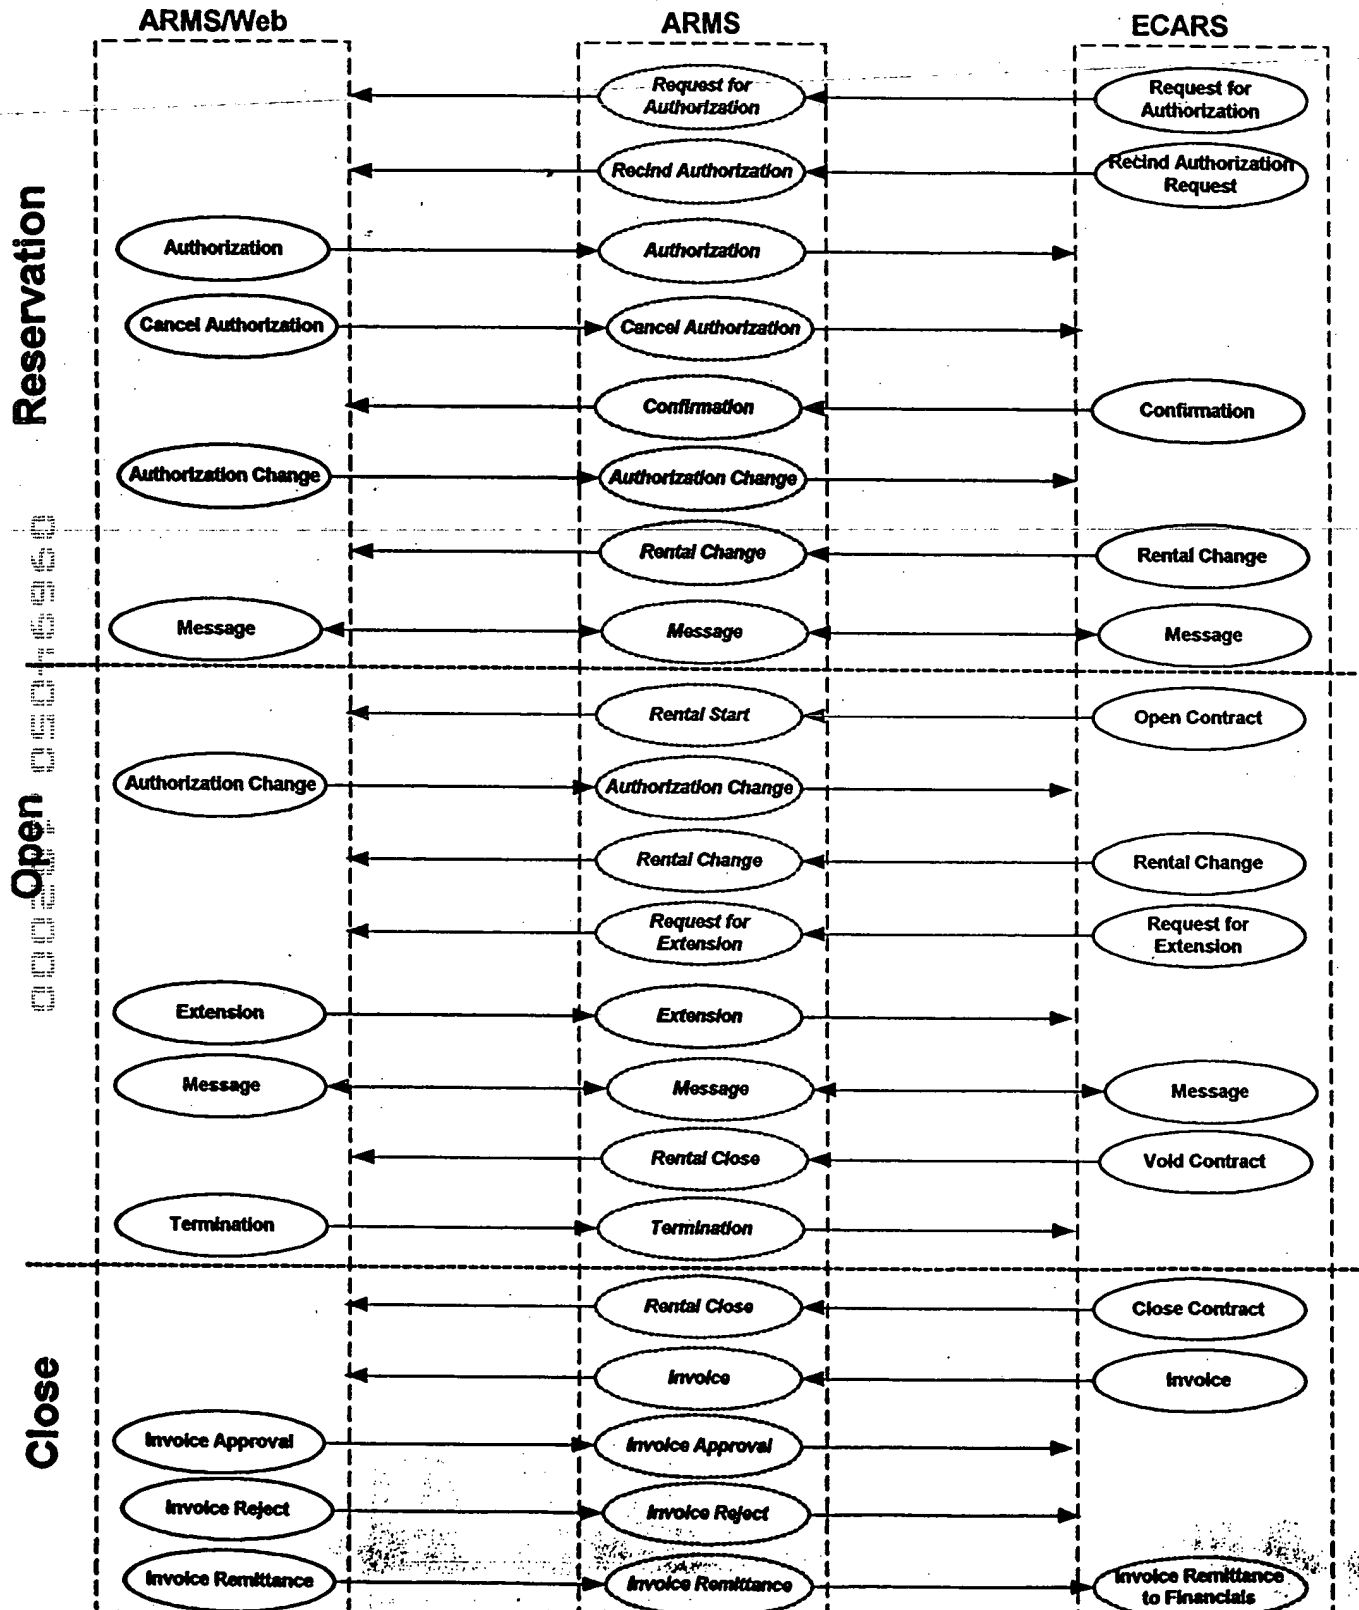 ARMS/Web ARMS ECARS
Reservation
Request for
Authorization
Request for
Authorization
Recind Authorization
Recind Authorization
Request
Authorization
Authorization
Cancel Authorization
Cancel Authorization
Confirmation
Confirmation
Authorization Change
Authorization Change
Rental Change
Rental Change
Message
Message
Message
Open
Rental Start
Open Contract
Authorization Change
Authorization Change
Rental Change
Rental Change
Request for
Extension
Request for
Extension
Extension
Extension
Message
Message
Message
Rental Close
Void Contract
Termination
Termination
Close
Rental Close
Close Contract
Invoice
Invoice
Invoice Approval
Invoice Approval
Invoice Reject
Invoice Reject
Invoice Remittance
Invoice Remittance
Invoice Remittance
to Financials